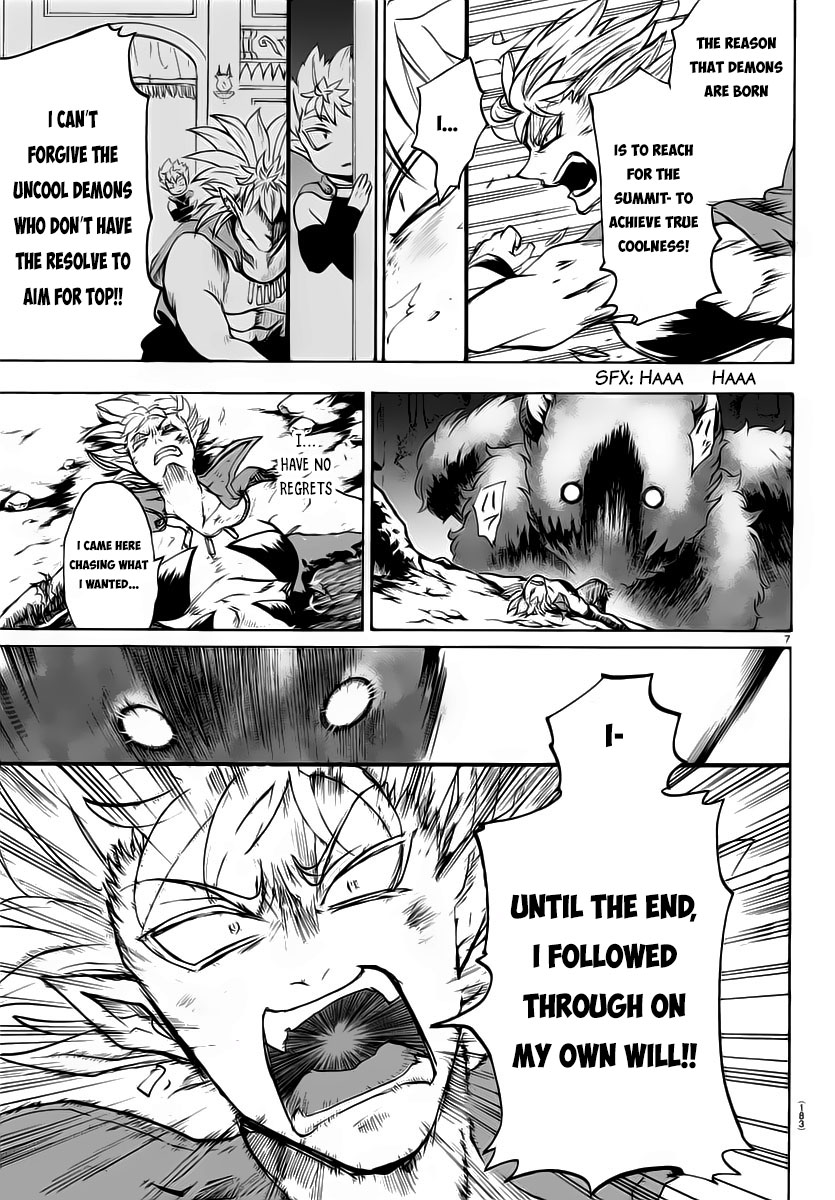 THE REASON
THAT DEMONS
ARE BORN
IS TO REACH
FOR THE
SUMMIT- TO
ACHIEVE TRUE
COOLNESS!
I...
I CAN'T
FORGIVE THE
UNCOOL DEMONS
WHO DON'T HAVE
THE RESOLVE TO
AIM FOR TOP!!
SFX: HAAA HAAA
I...
HAVE NO
REGRETS
I CAME HERE
CHASING WHAT
I WANTED...
7
I-
UNTIL THE END,
I FOLLOWED
THROUGH ON
MY OWN WILL!!
(183)